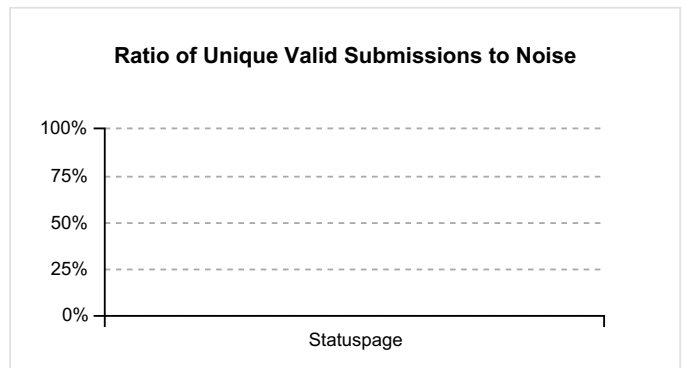 Ratio of Unique Valid Submissions to Noise
100%
75%
50%
25%
0%
Statuspage